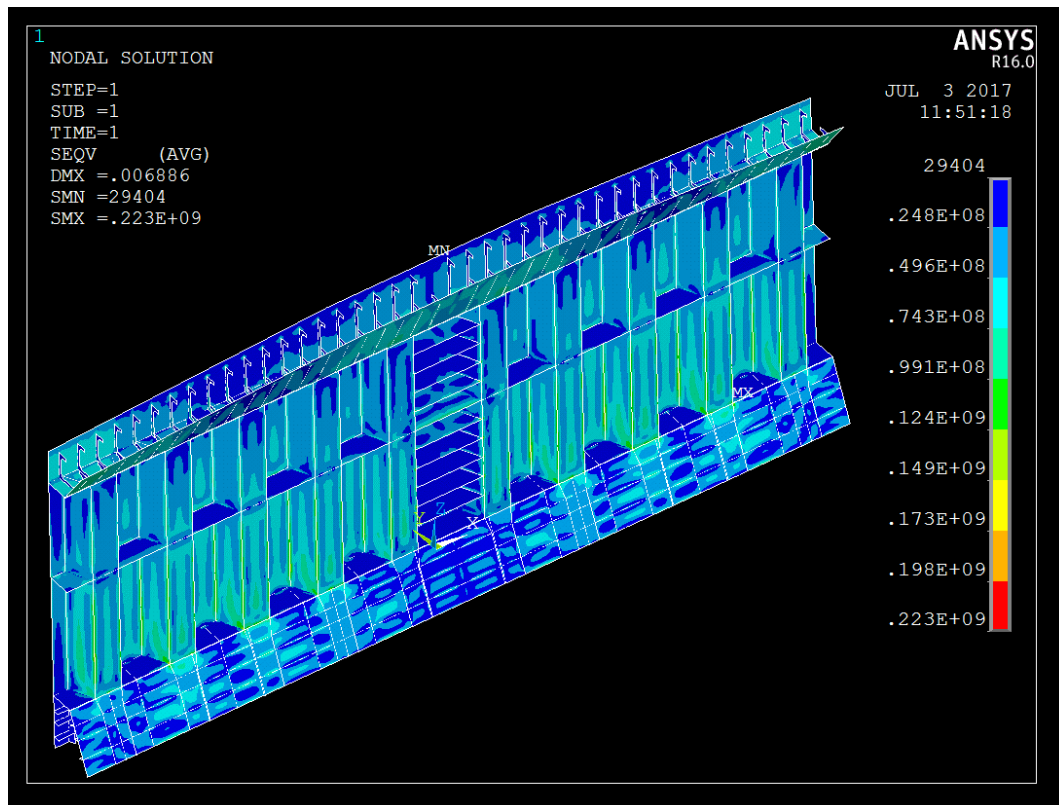 1
NODAL SOLUTION
STEP=1
SUB =1
TIME=1
SEQV (AVG)
DMX =.006886
SMN =29404
SMX =.223E+09
ANSYS
R16.0
JUL 3 2017
11:51:18
29404
.248E+08
.496E+08
.743E+08
.991E+08
.124E+09
.149E+09
.173E+09
.198E+09
.223E+09
MN
MX
Y
Z
X